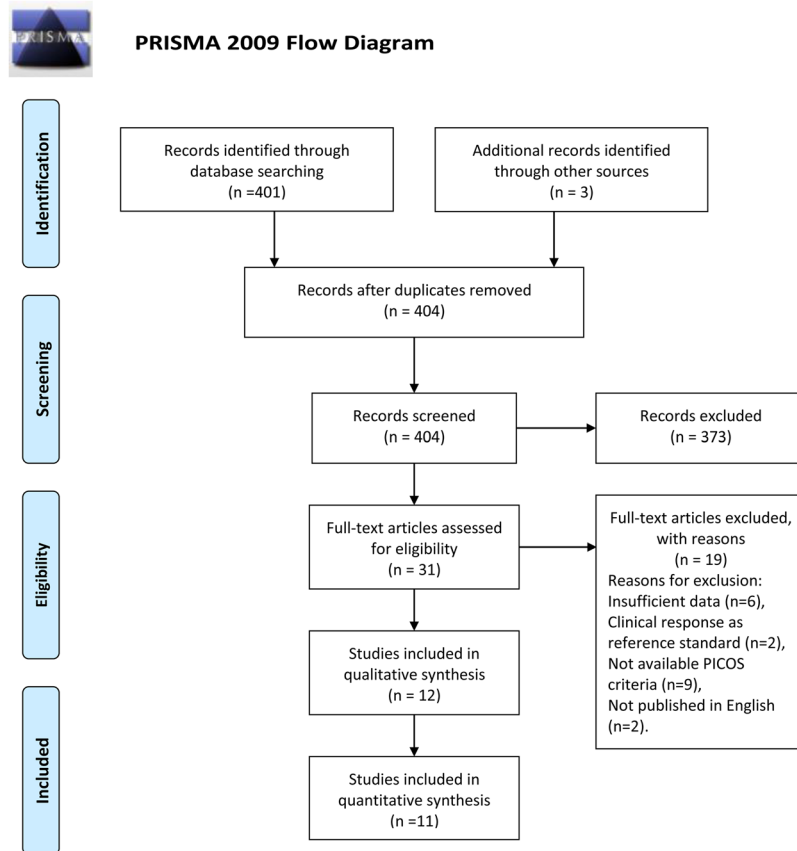 PRISMA
PRISMA 2009 Flow Diagram
Identification
Records identified through
database searching
(n =401)
Additional records identified
through other sources
(n = 3)
Records after duplicates removed
(n = 404)
Screening
Records screened
(n = 404)
Records excluded
(n = 373)
Eligibility
Full-text articles assessed
for eligibility
(n = 31)
Full-text articles excluded,
with reasons
(n = 19)
Reasons for exclusion:
Insufficient data (n=6),
Clinical response as
reference standard (n=2),
Not available PICOS
criteria (n=9),
Not published in English
(n=2).
Studies included in
qualitative synthesis
(n = 12)
Included
Studies included in
quantitative synthesis
(n =11)